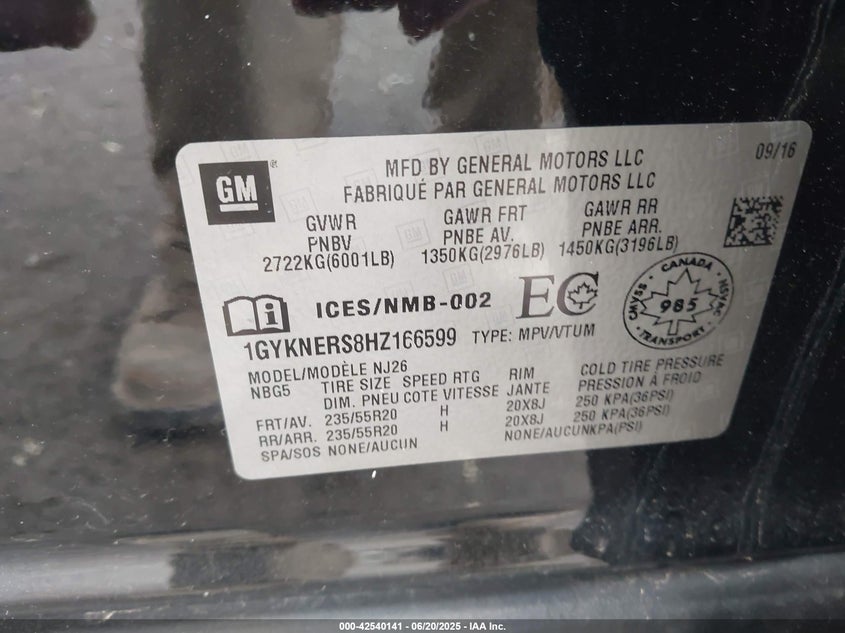 GM
MFD BY GENERAL MOTORS LLC
09/16
FABRIQUÉ PAR GENERAL MOTORS LLC
GVWR GAWR FRT GAWR RR
PNBV PNBE AV. PNBE ARR.
2722KG(6001LB) 1350KG(2976LB) 1450KG(3196LB)
ICES/NMB-002 EC
CANADA
CMVSS 985 NSVAC
TRANSPORT
1GYKNERS8HZ166599 TYPE: MPV/VTUM
MODEL/MODÈLE NJ26
NBG5 TIRE SIZE SPEED RTG RIM COLD TIRE PRESSURE
DIM. PNEU COTE VITESSE JANTE PRESSION À FROID
FRT/AV. 235/55R20 H 20X8J 250 KPA(36PSI)
RR/ARR. 235/55R20 H 20X8J 250 KPA(36PSI)
SPA/SOS NONE/AUCUN NONE/AUCUNKPA(PSI)
000-42540141 - 06/20/2025 - IAA Inc.